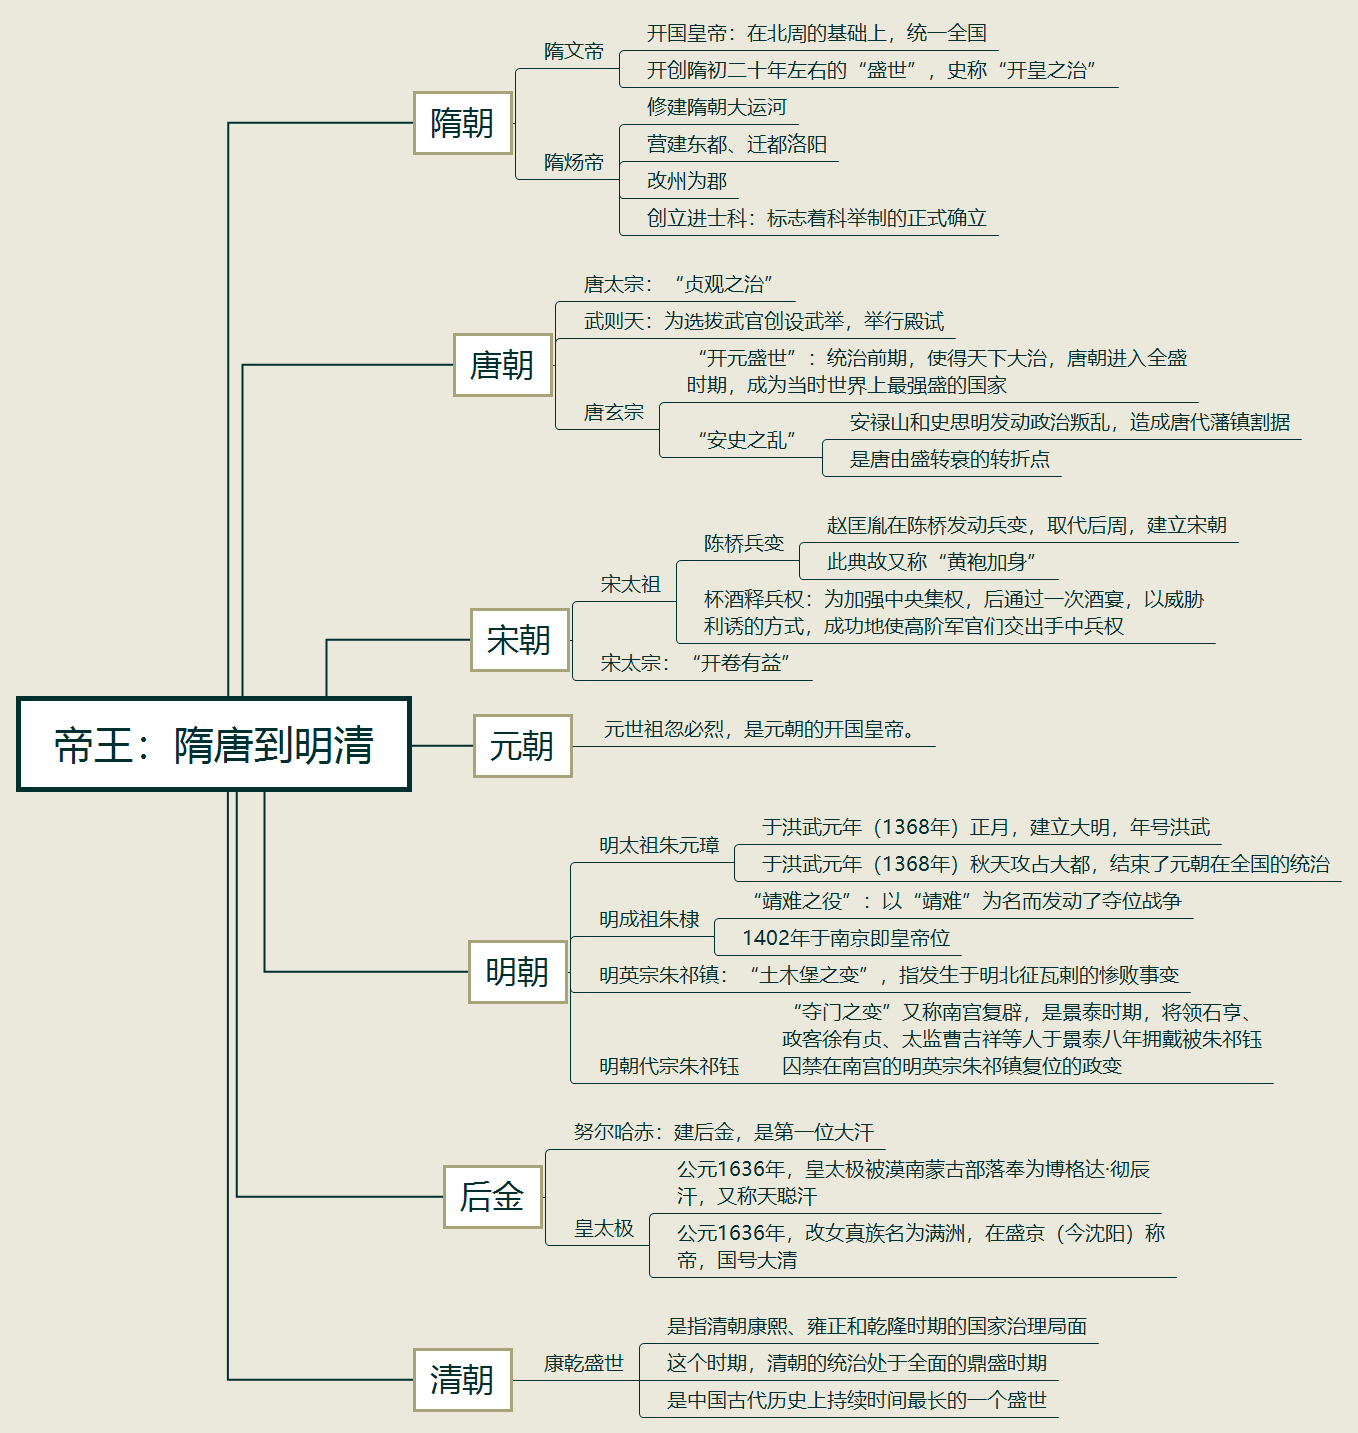 帝王：隋唐到明清
隋朝
隋文帝
开国皇帝：在北周的基础上，统一全国
开创隋初二十年左右的“盛世”，史称“开皇之治”
隋炀帝
修建隋朝大运河
营建东都、迁都洛阳
改州为郡
创立进士科：标志着科举制的正式确立
唐朝
唐太宗：“贞观之治”
武则天：为选拔武官创设武举，举行殿试
唐玄宗
“开元盛世”：统治前期，使得天下大治，唐朝进入全盛
时期，成为当时世界上最强盛的国家
“安史之乱”
安禄山和史思明发动政治叛乱，造成唐代藩镇割据
是唐由盛转衰的转折点
宋朝
宋太祖
陈桥兵变
赵匡胤在陈桥发动兵变，取代后周，建立宋朝
此典故又称“黄袍加身”
杯酒释兵权：为加强中央集权，后通过一次酒宴，以威胁
利诱的方式，成功地使高阶军官们交出手中兵权
宋太宗：“开卷有益”
元朝
元世祖忽必烈，是元朝的开国皇帝。
明朝
明太祖朱元璋
于洪武元年（1368年）正月，建立大明，年号洪武
于洪武元年（1368年）秋天攻占大都，结束了元朝在全国的统治
明成祖朱棣
“靖难之役”：以“靖难”为名而发动了夺位战争
1402年于南京即皇帝位
明英宗朱祁镇：“土木堡之变”，指发生于明北征瓦剌的惨败事变
明朝代宗朱祁钰
“夺门之变”又称南宫复辟，是景泰时期，将领石亨、
政客徐有贞、太监曹吉祥等人于景泰八年拥戴被朱祁钰
囚禁在南宫的明英宗朱祁镇复位的政变
后金
努尔哈赤：建后金，是第一位大汗
皇太极
公元1636年，皇太极被漠南蒙古部落奉为博格达·彻辰
汗，又称天聪汗
公元1636年，改女真族名为满洲，在盛京（今沈阳）称
帝，国号大清
清朝
康乾盛世
是指清朝康熙、雍正和乾隆时期的国家治理局面
这个时期，清朝的统治处于全面的鼎盛时期
是中国古代历史上持续时间最长的一个盛世